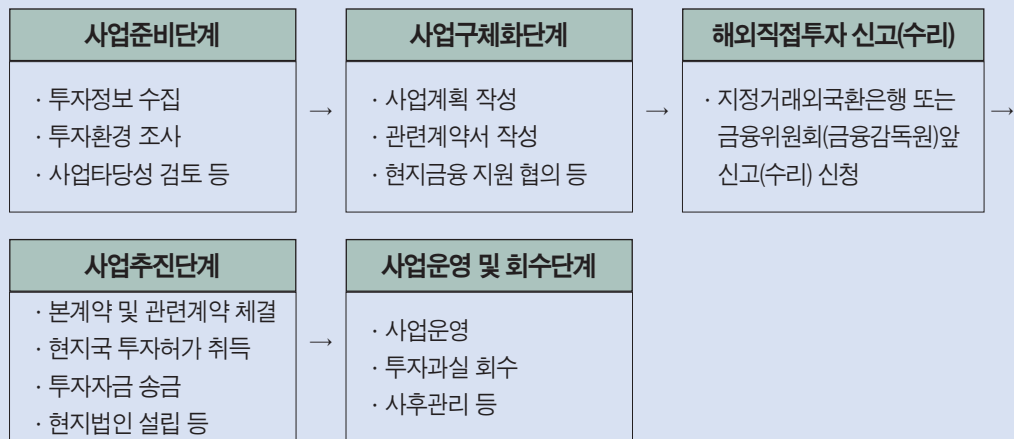 사업준비단계
· 투자정보 수집
· 투자환경 조사
· 사업타당성 검토 등
→
사업구체화단계
· 사업계획 작성
· 관련계약서 작성
· 현지금융 지원 협의 등
→
해외직접투자 신고(수리)
· 지정거래외국환은행 또는
금융위원회(금융감독원)앞
신고(수리) 신청
→
사업추진단계
· 본계약 및 관련계약 체결
· 현지국 투자허가 취득
· 투자자금 송금
· 현지법인 설립 등
→
사업운영 및 회수단계
· 사업운영
· 투자과실 회수
· 사후관리 등